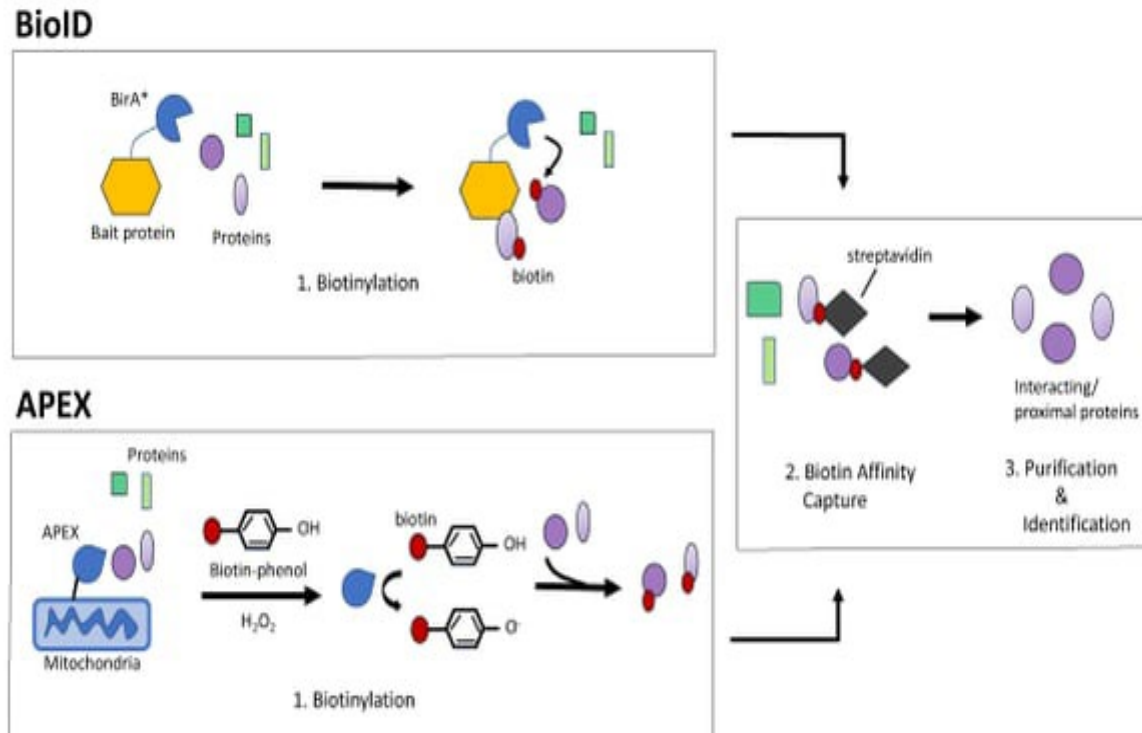 BioID
BirA*
Bait protein
Proteins
1. Biotinylation
biotin
APEX
Proteins
APEX
Mitochondria
OH
Biotin-phenol
H₂O₂
biotin
OH
O·
1. Biotinylation
streptavidin
2. Biotin Affinity
Capture
Interacting/
proximal proteins
3. Purification
&
Identification